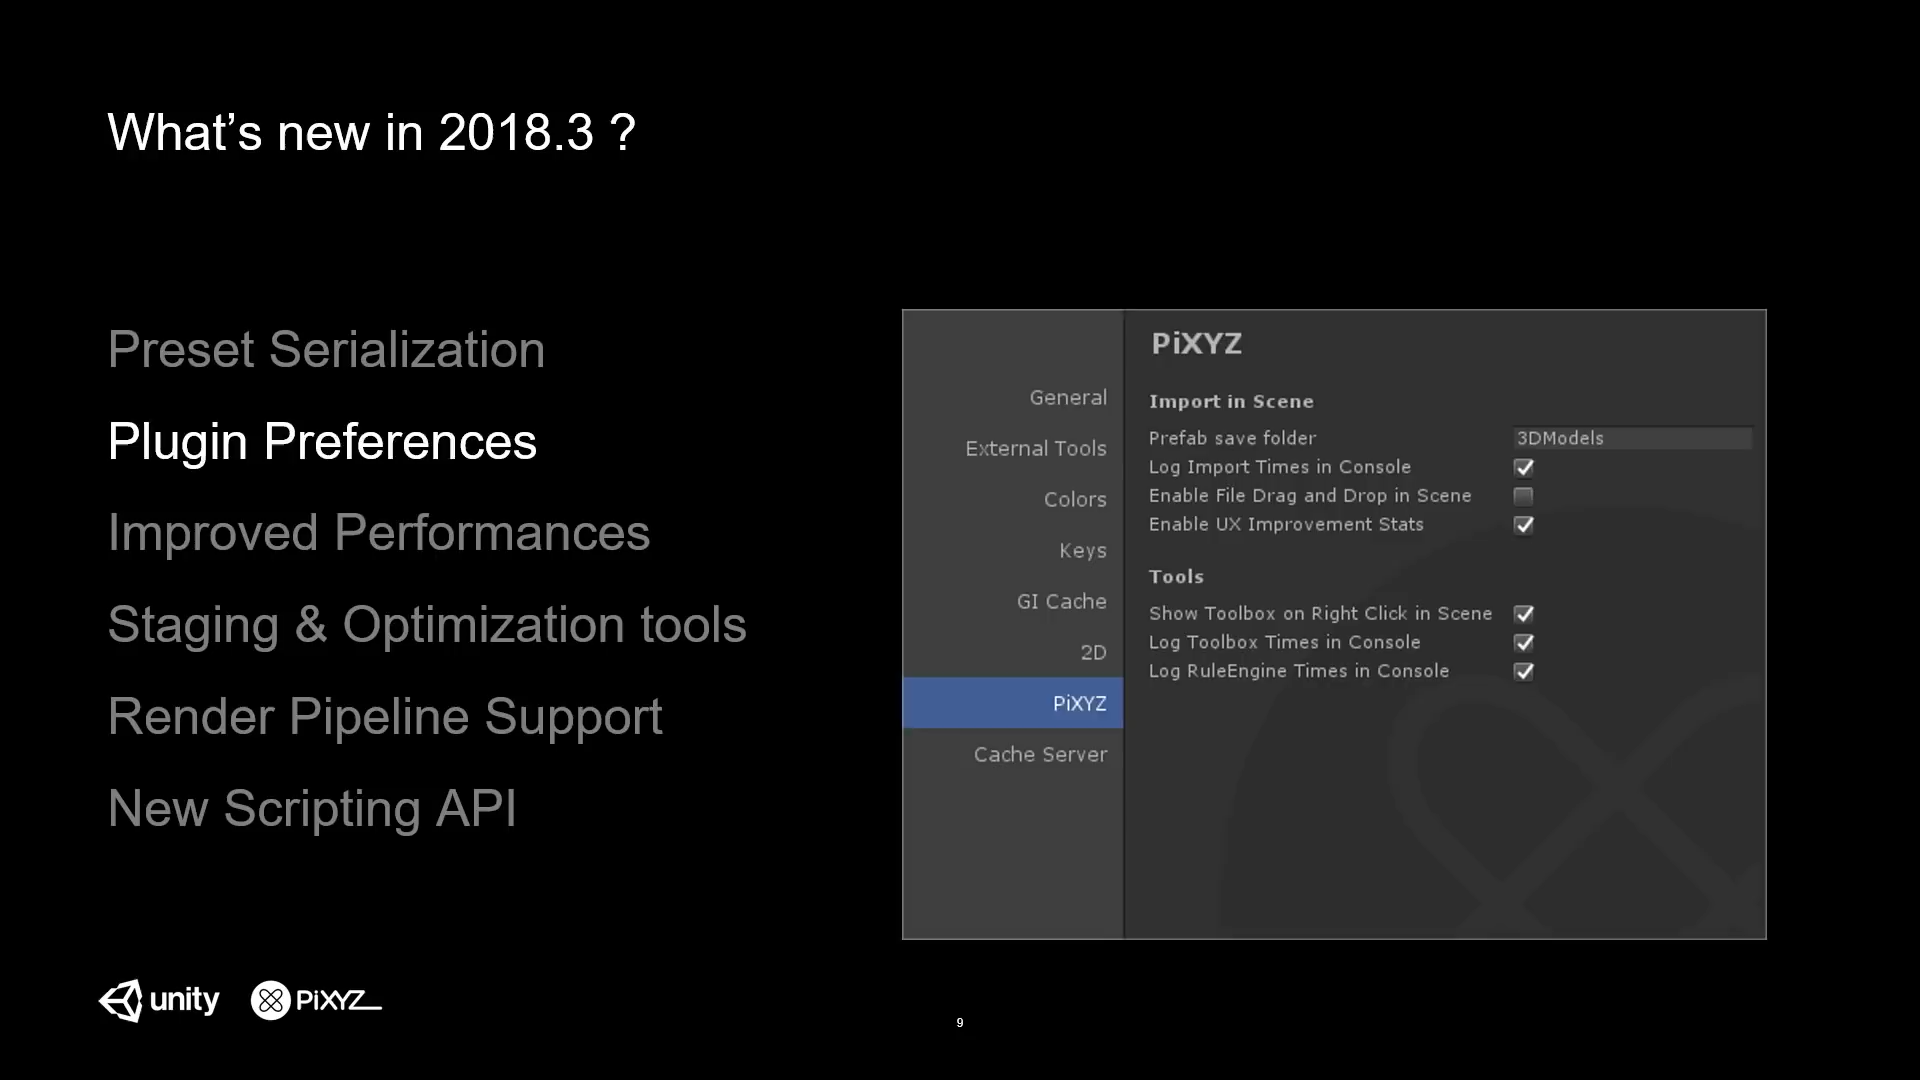 What’s new in 2018.3 ?
Preset Serialization
Plugin Preferences
Improved Performances
Staging & Optimization tools
Render Pipeline Support
New Scripting API
General
External Tools
Colors
Keys
GI Cache
2D
PiXYZ
Cache Server
PiXYZ
Import in Scene
Prefab save folder 3DModels
Log Import Times in Console
Enable File Drag and Drop in Scene
Enable UX Improvement Stats
Tools
Show Toolbox on Right Click in Scene
Log Toolbox Times in Console
Log RuleEngine Times in Console
unity PiXYZ
9